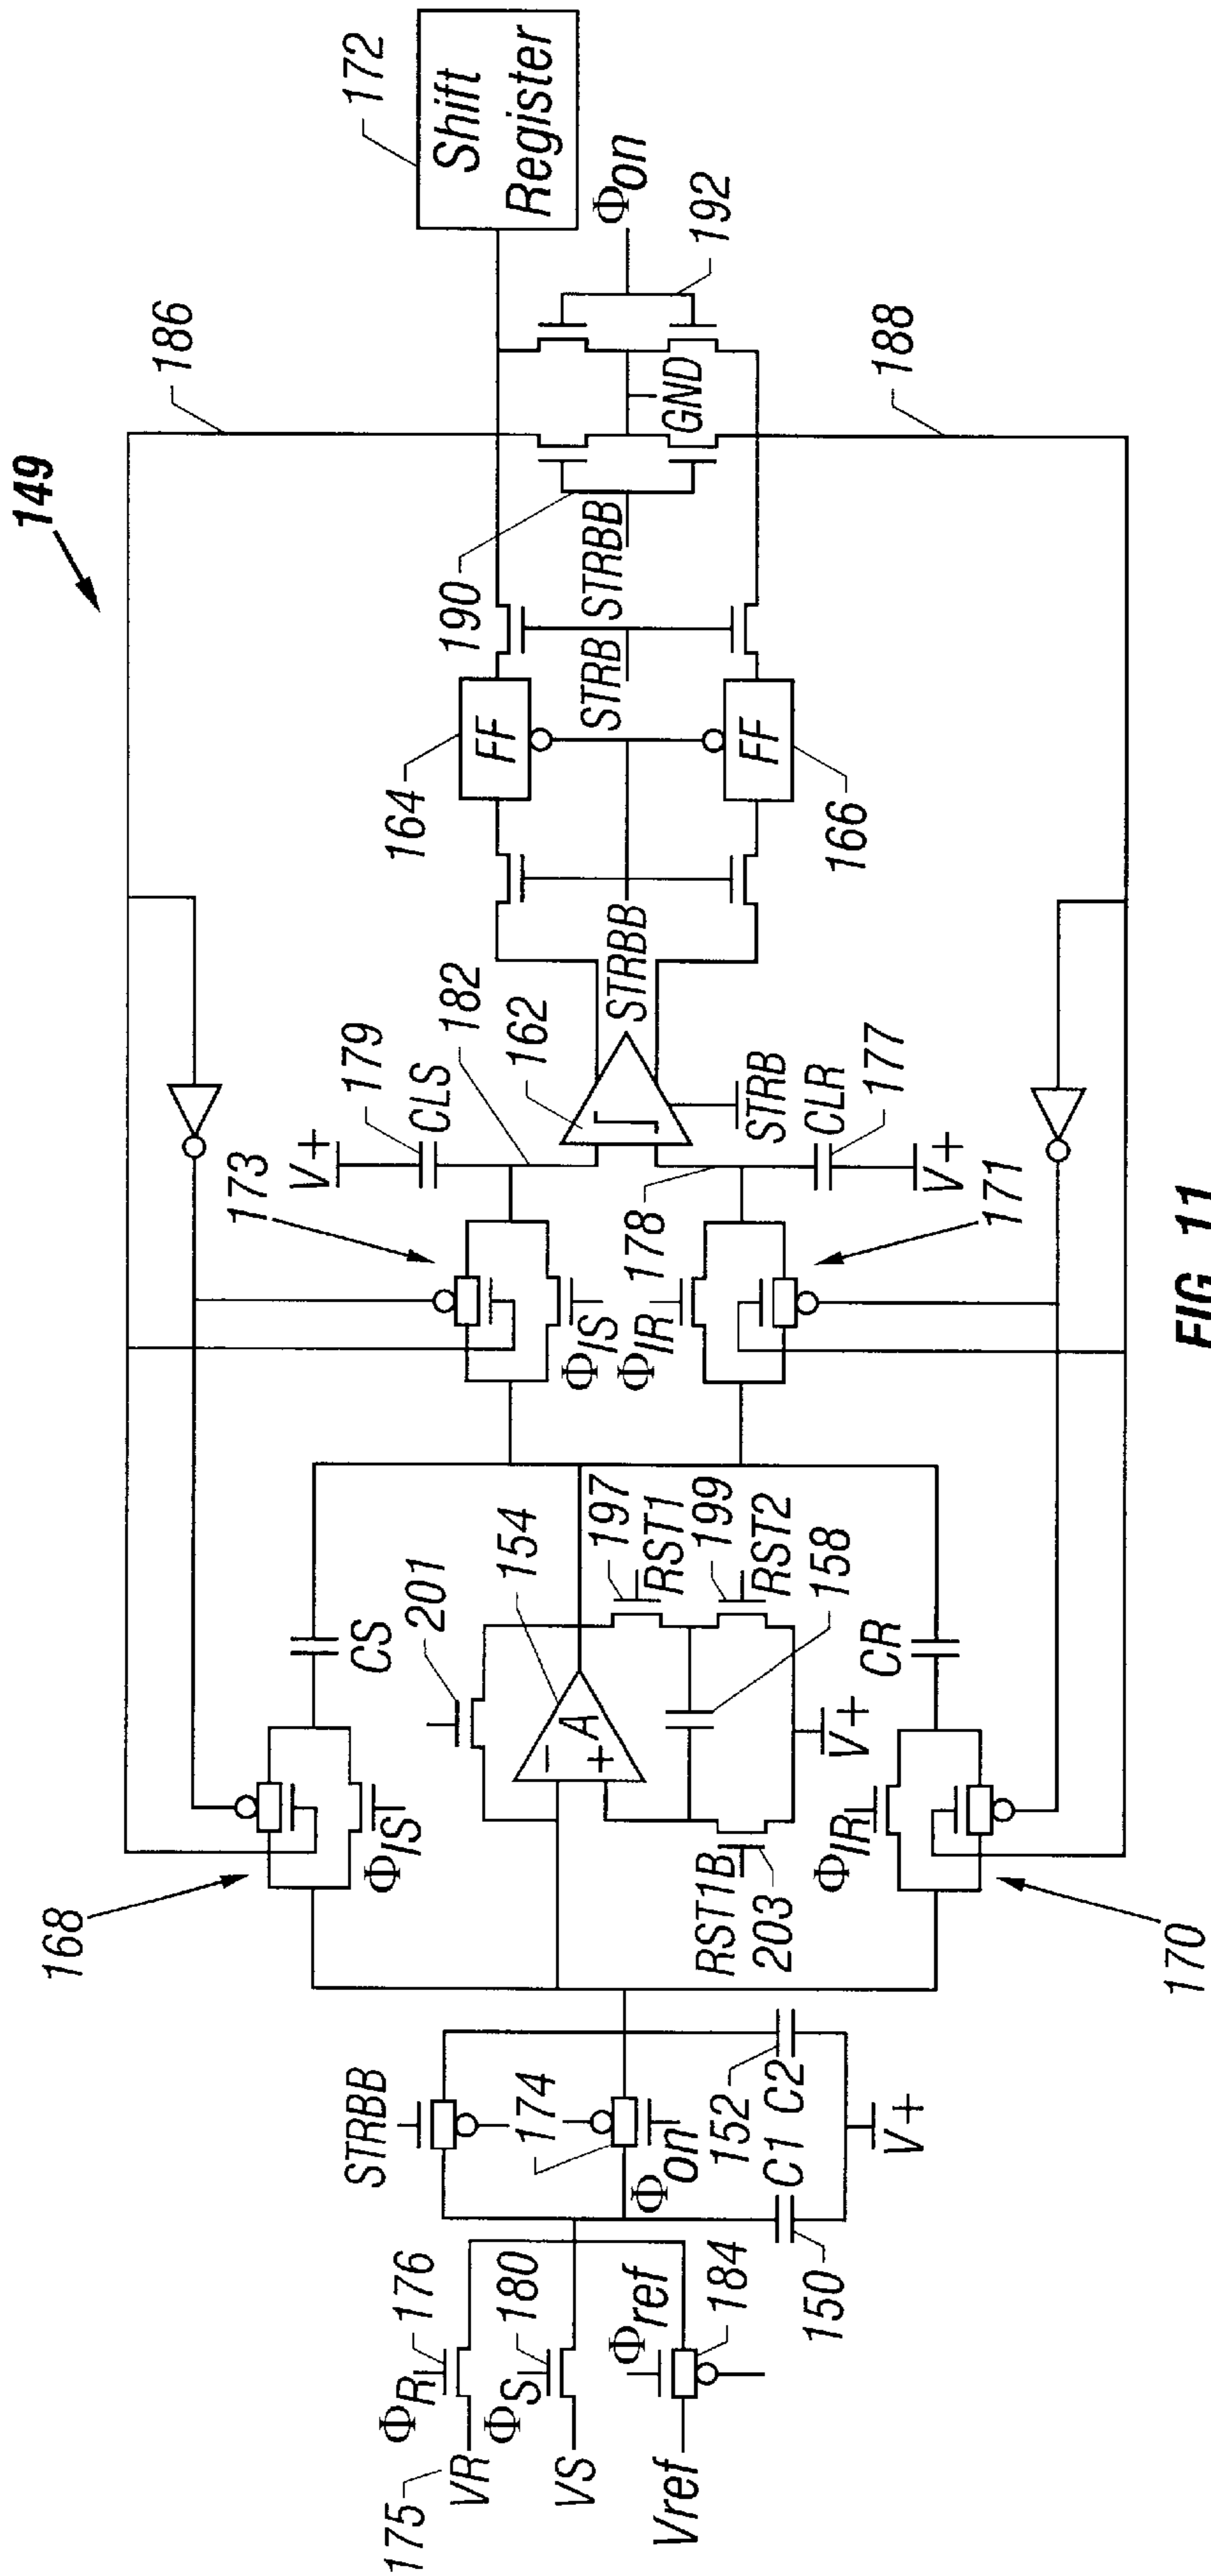 149
186
172
Shift
Register
173
179
V+
CLS
182
162
164
FF
190
STRB
STRBB
GND
Φon
192
168
ΦIS
CS
201
154
A
−
+
197
RST1
199
RST2
158
V+
RST1B
203
CR
ΦIR
170
ΦIS
ΦIR
178
STRBB
STRB
CLR
177
V+
171
FF
166
188
STRBB
174
Φon
152
C1
C2
V+
150
ΦR
176
175
VR
ΦS
180
VS
Φref
184
Vref
FIG. 11